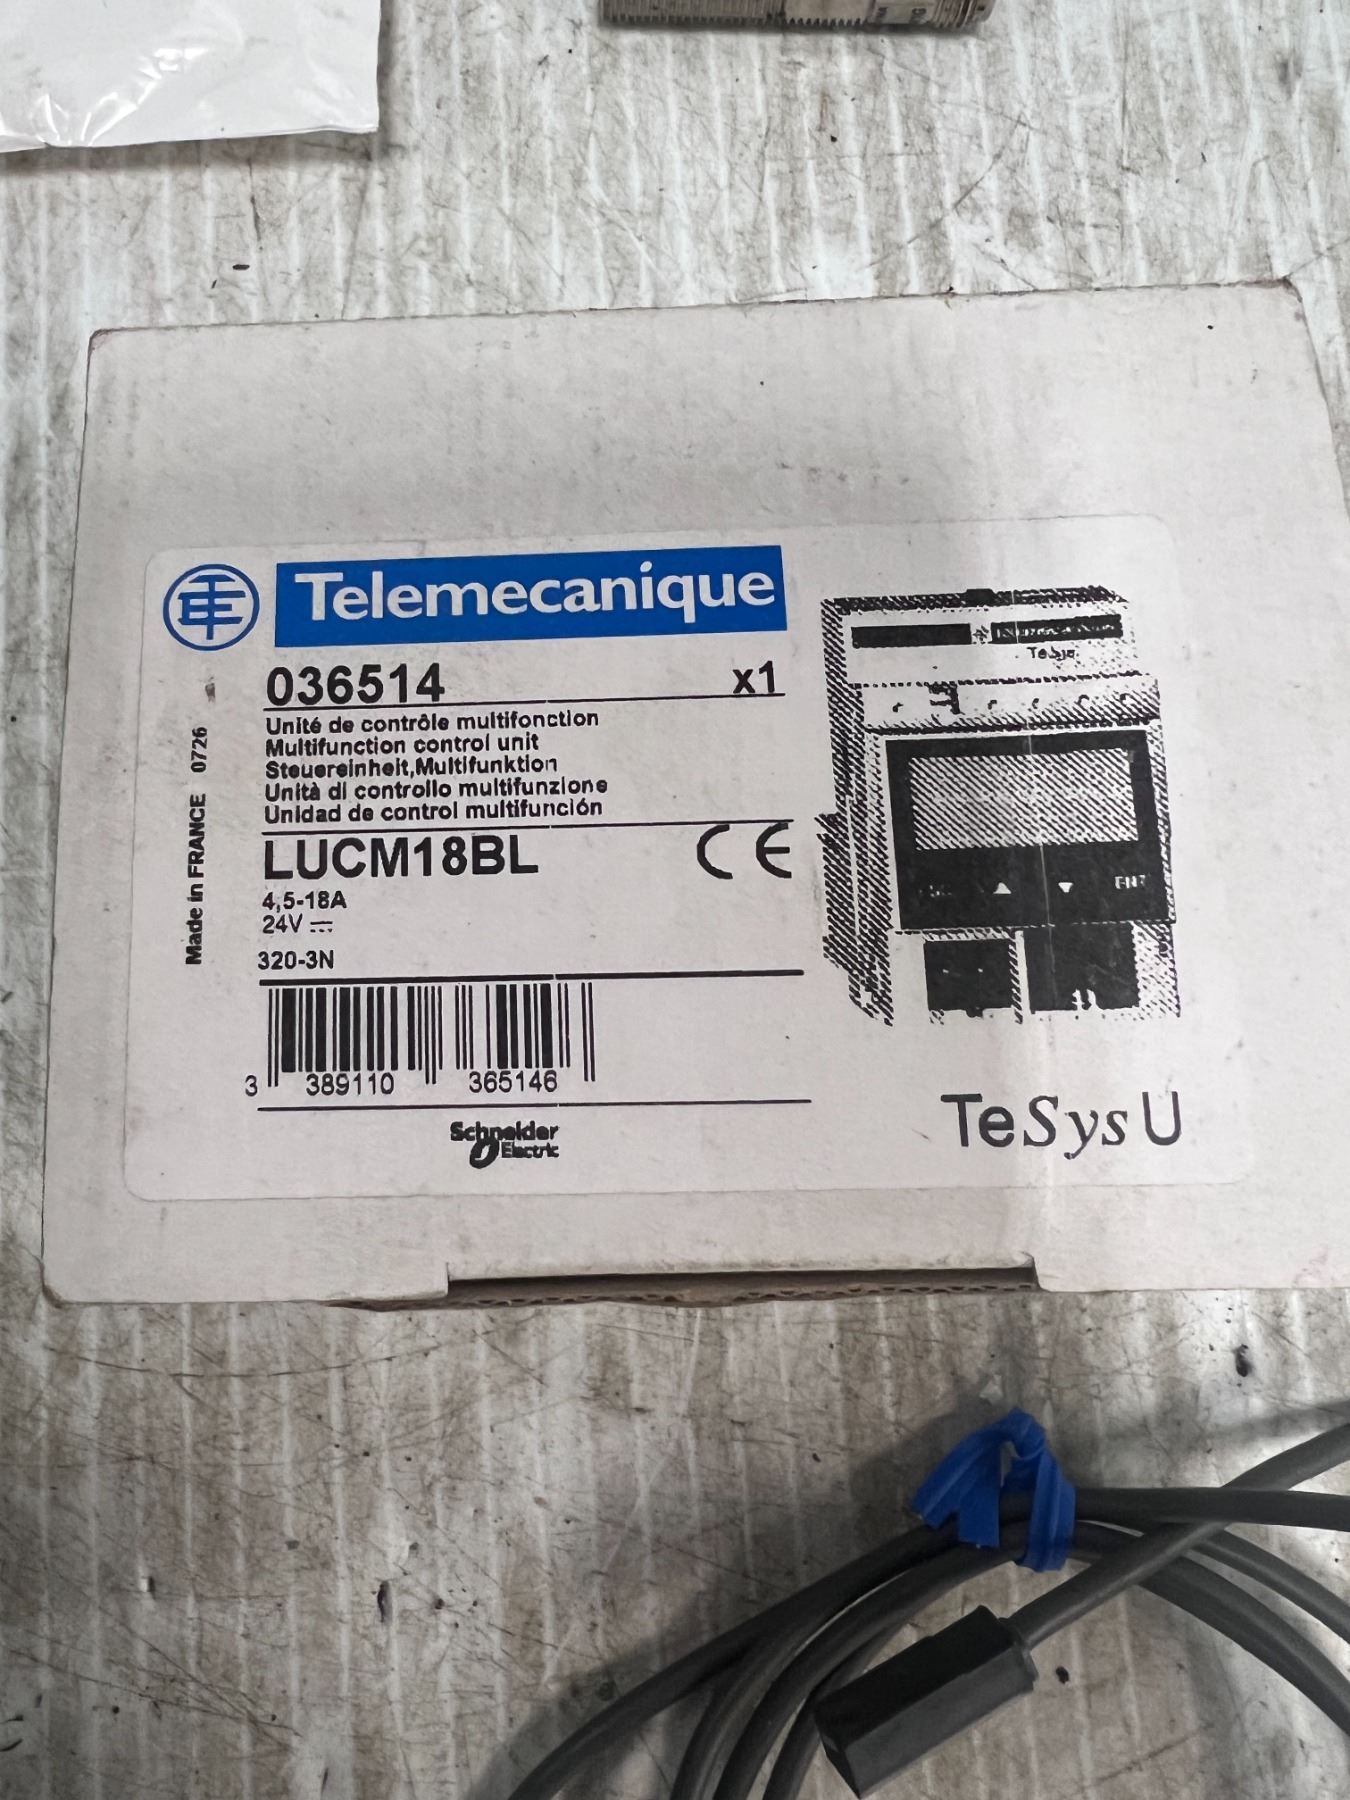 Telemecanique
036514 x1
Unité de contrôle multifonction
Multifunction control unit
Steuereinheit,Multifunktion
Unità di controllo multifunzione
Unidad de control multifunción
LUCM18BL CE
4,5-18A
24V
320-3N
3 389110 365146
Schneider
Electric
Made in FRANCE 0726
TeSys
ENT
TeSys U